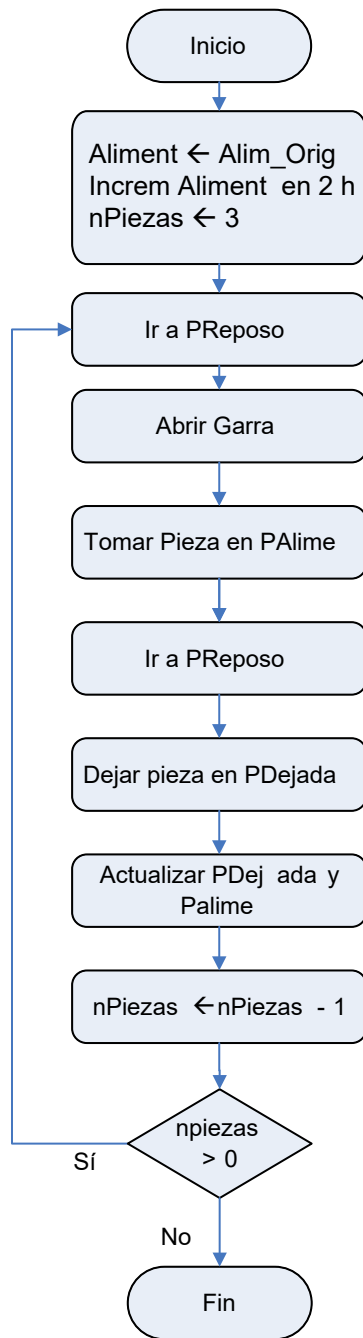 Inicio
Aliment ← Alim_Orig
Increm Aliment en 2 h
nPiezas ← 3
Ir a PReposo
Abrir Garra
Tomar Pieza en PAlime
Ir a PReposo
Dejar pieza en PDejada
Actualizar PDej ada y
Palime
nPiezas ←nPiezas - 1
npiezas
> 0
Sí
No
Fin